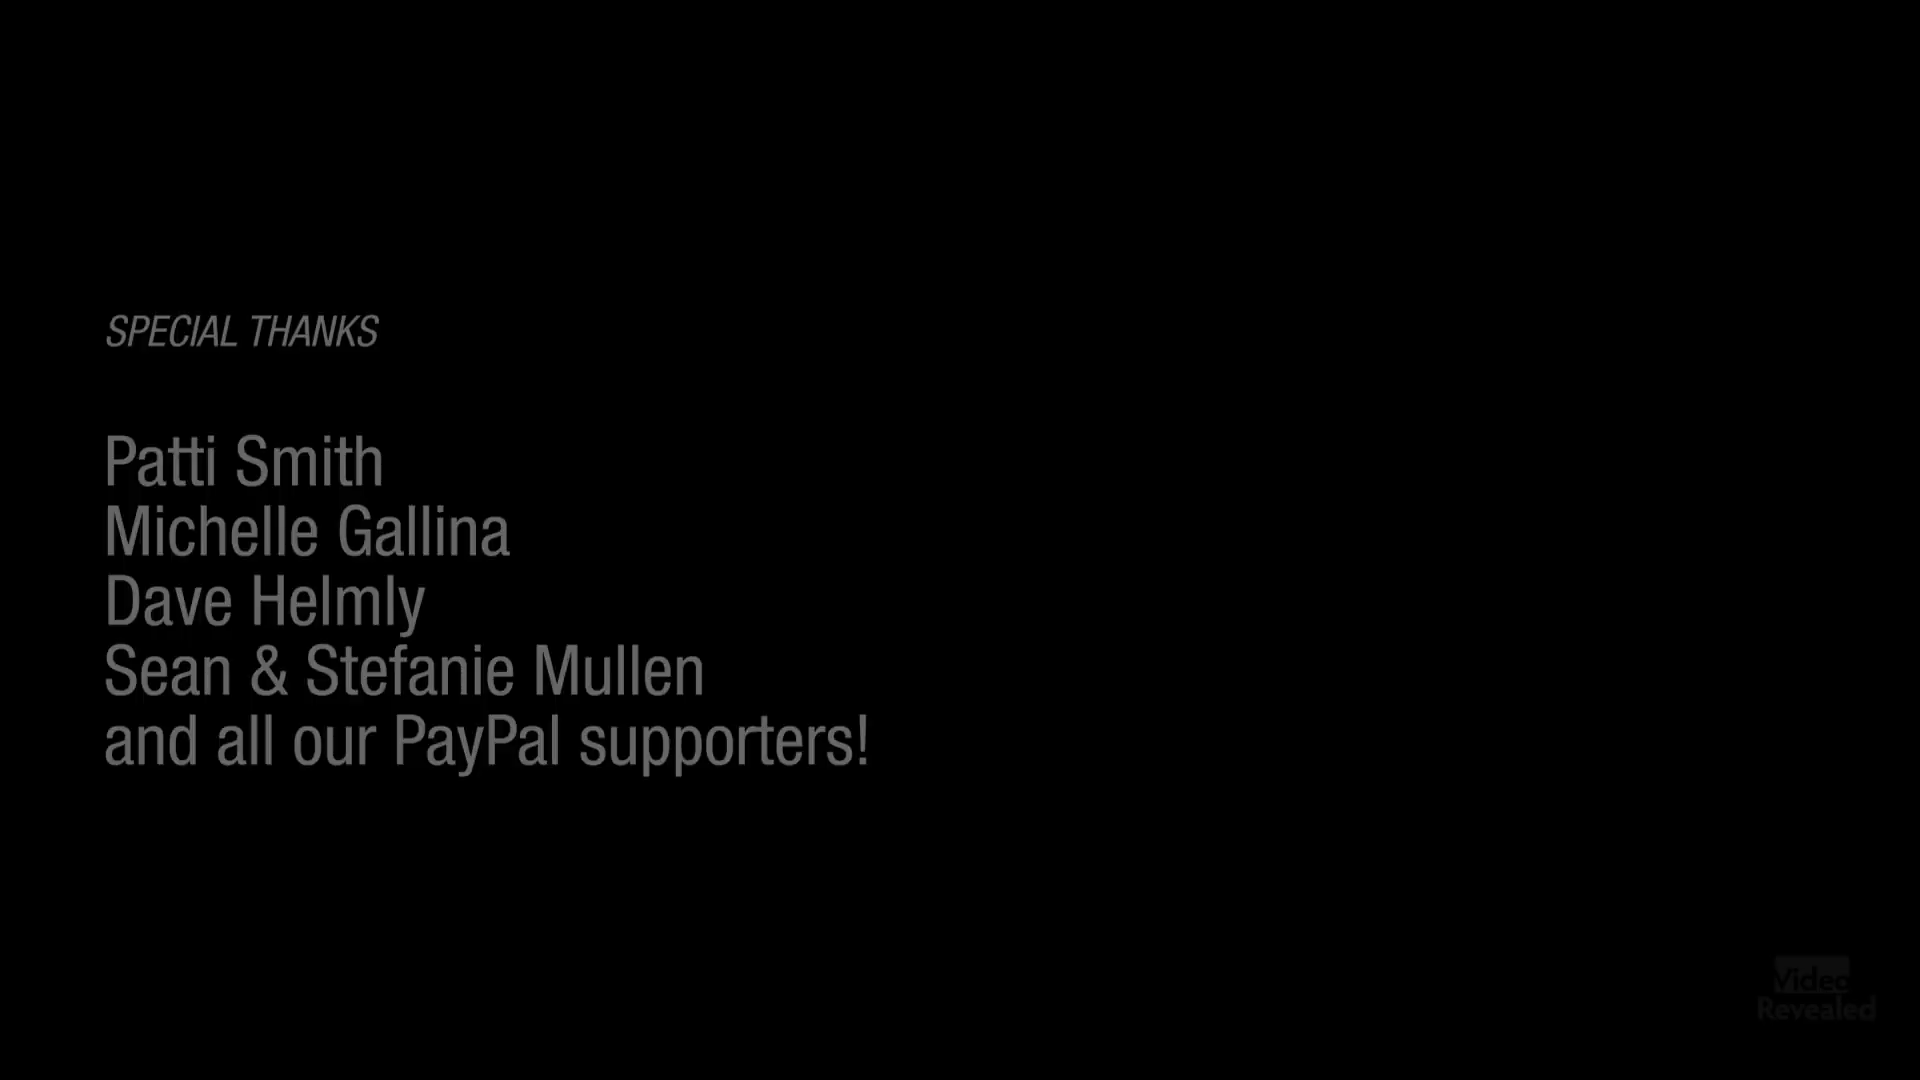 SPECIAL THANKS
Patti Smith
Michelle Gallina
Dave Helmly
Sean & Stefanie Mullen
and all our PayPal supporters!
Video
Revealed